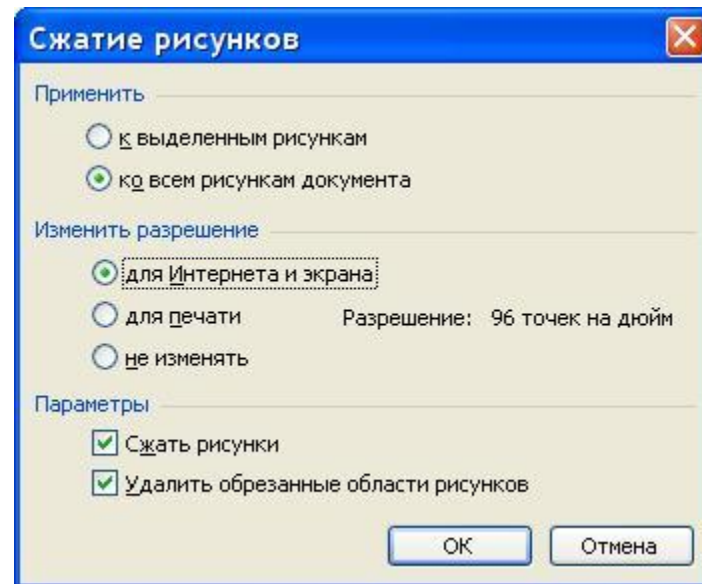 Сжатие рисунков
Применить
к выделенным рисункам
ко всем рисункам документа
Изменить разрешение
для Интернета и экрана
для печати Разрешение: 96 точек на дюйм
не изменять
Параметры
Сжать рисунки
Удалить обрезанные области рисунков
ОК Отмена